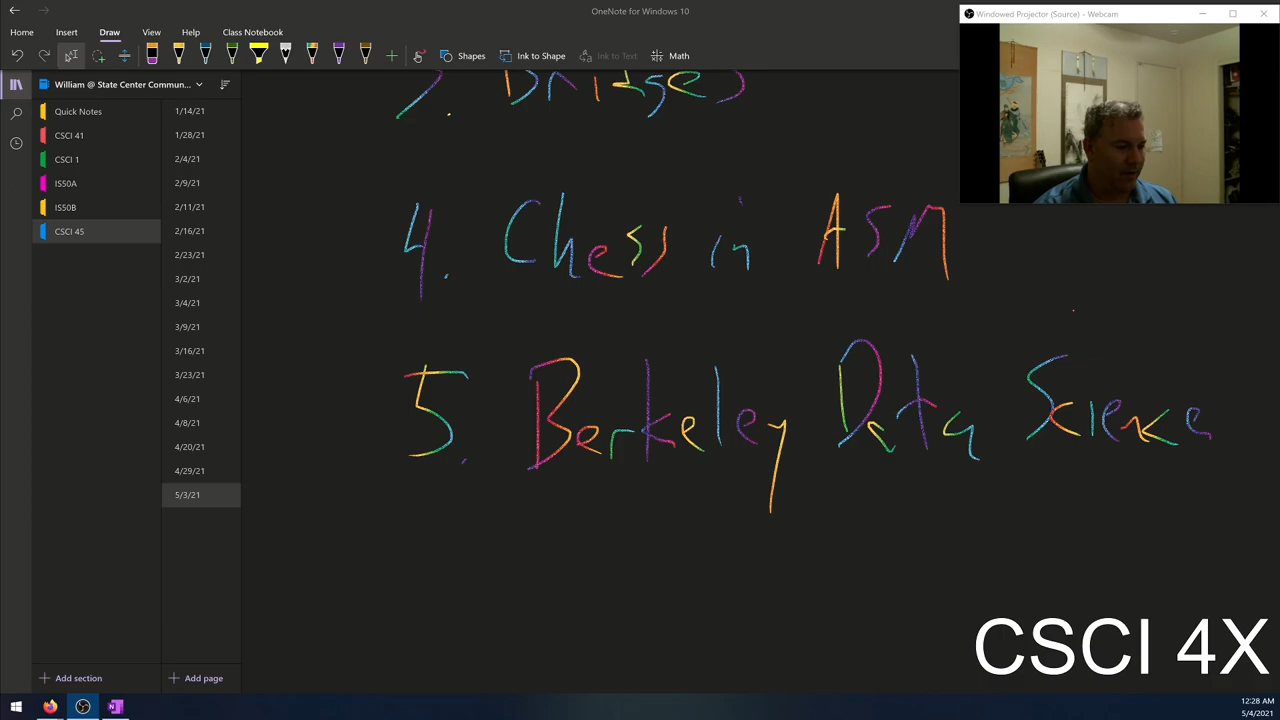 OneNote for Windows 10
Windowed Projector (Source) - Webcam
Home Insert Draw View Help Class Notebook
Shapes Ink to Shape Ink to Text Math
William @ State Center Commun...
Quick Notes
CSCI 41
CSCI 1
IS50A
IS50B
CSCI 45
1/14/21
1/28/21
2/4/21
2/9/21
2/11/21
2/16/21
2/23/21
3/2/21
3/4/21
3/9/21
3/16/21
3/23/21
4/6/21
4/8/21
4/20/21
4/29/21
5/3/21
3. Bridges
4. Chess in ASM
5. Berkeley Data Science
CSCI 4X
Add section
Add page
12:28 AM
5/4/2021